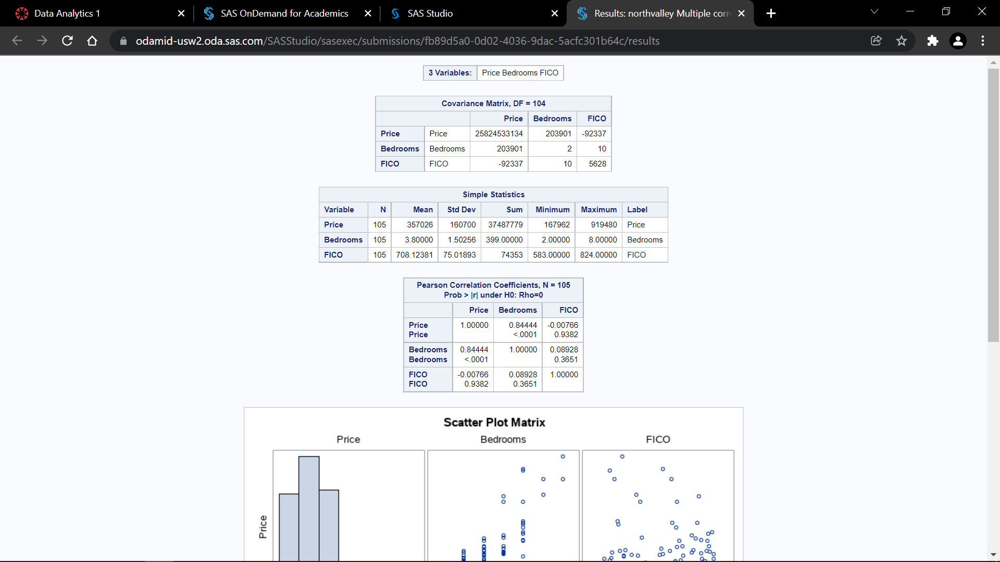 Data Analytics 1
SAS OnDemand for Academics
SAS Studio
Results: northvalley Multiple corr
odamid-usw2.oda.sas.com/SASStudio/sasexec/submissions/fb89d5a0-0d02-4036-9dac-5acfc301b64c/results
3 Variables: Price Bedrooms FICO
Covariance Matrix, DF = 104
Price Bedrooms FICO
Price Price 25824533134 203901 -92337
Bedrooms Bedrooms 203901 2 10
FICO FICO -92337 10 5628
Simple Statistics
Variable N Mean Std Dev Sum Minimum Maximum Label
Price 105 357026 160700 37487779 167962 919480 Price
Bedrooms 105 3.80000 1.50256 399.00000 2.00000 8.00000 Bedrooms
FICO 105 708.12381 75.01893 74353 583.00000 824.00000 FICO
Pearson Correlation Coefficients, N = 105
Prob > |r| under H0: Rho=0
Price Bedrooms FICO
Price 1.00000 0.84444 -0.00766
Price <.0001 0.9382
Bedrooms 0.84444 1.00000 0.08928
Bedrooms <.0001 0.3651
FICO -0.00766 0.08928 1.00000
FICO 0.9382 0.3651
Scatter Plot Matrix
Price Bedrooms FICO
Price